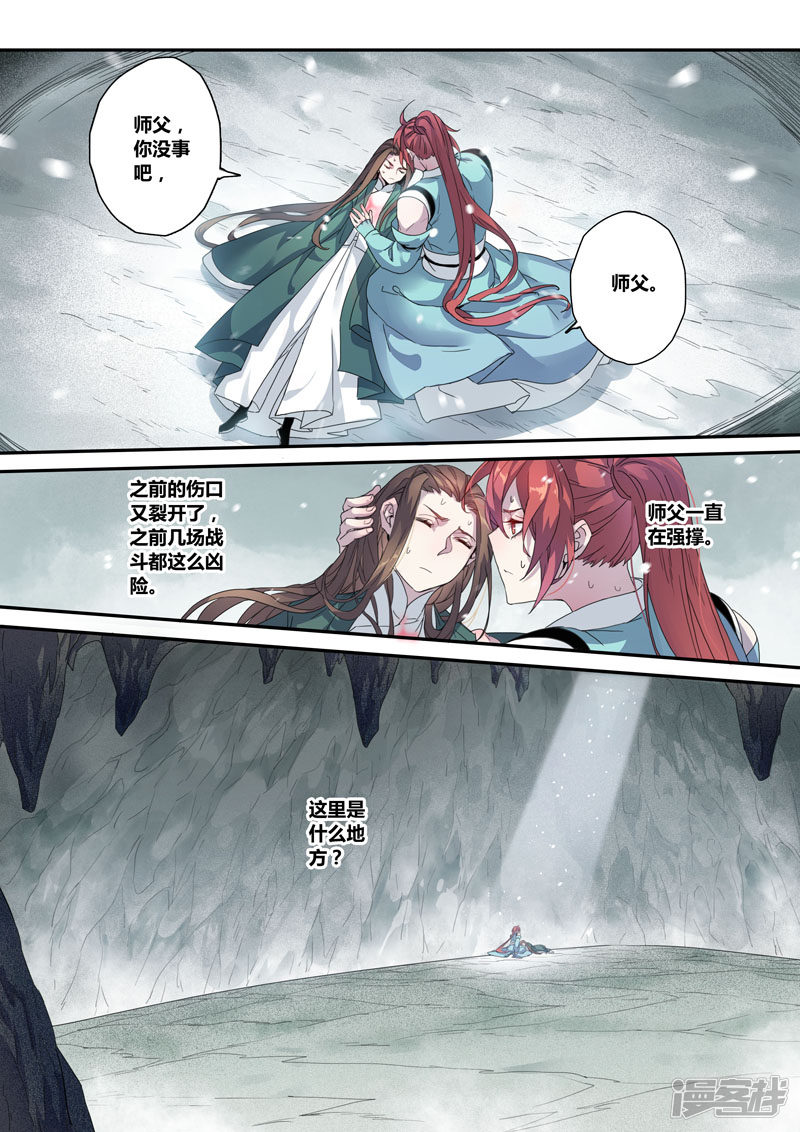 师父，
你没事
吧，
师父。
之前的伤口
又裂开了，
之前几场战
斗都这么凶
险。
师父一直
在强撑。
这里是
什么地
方？
漫客栈